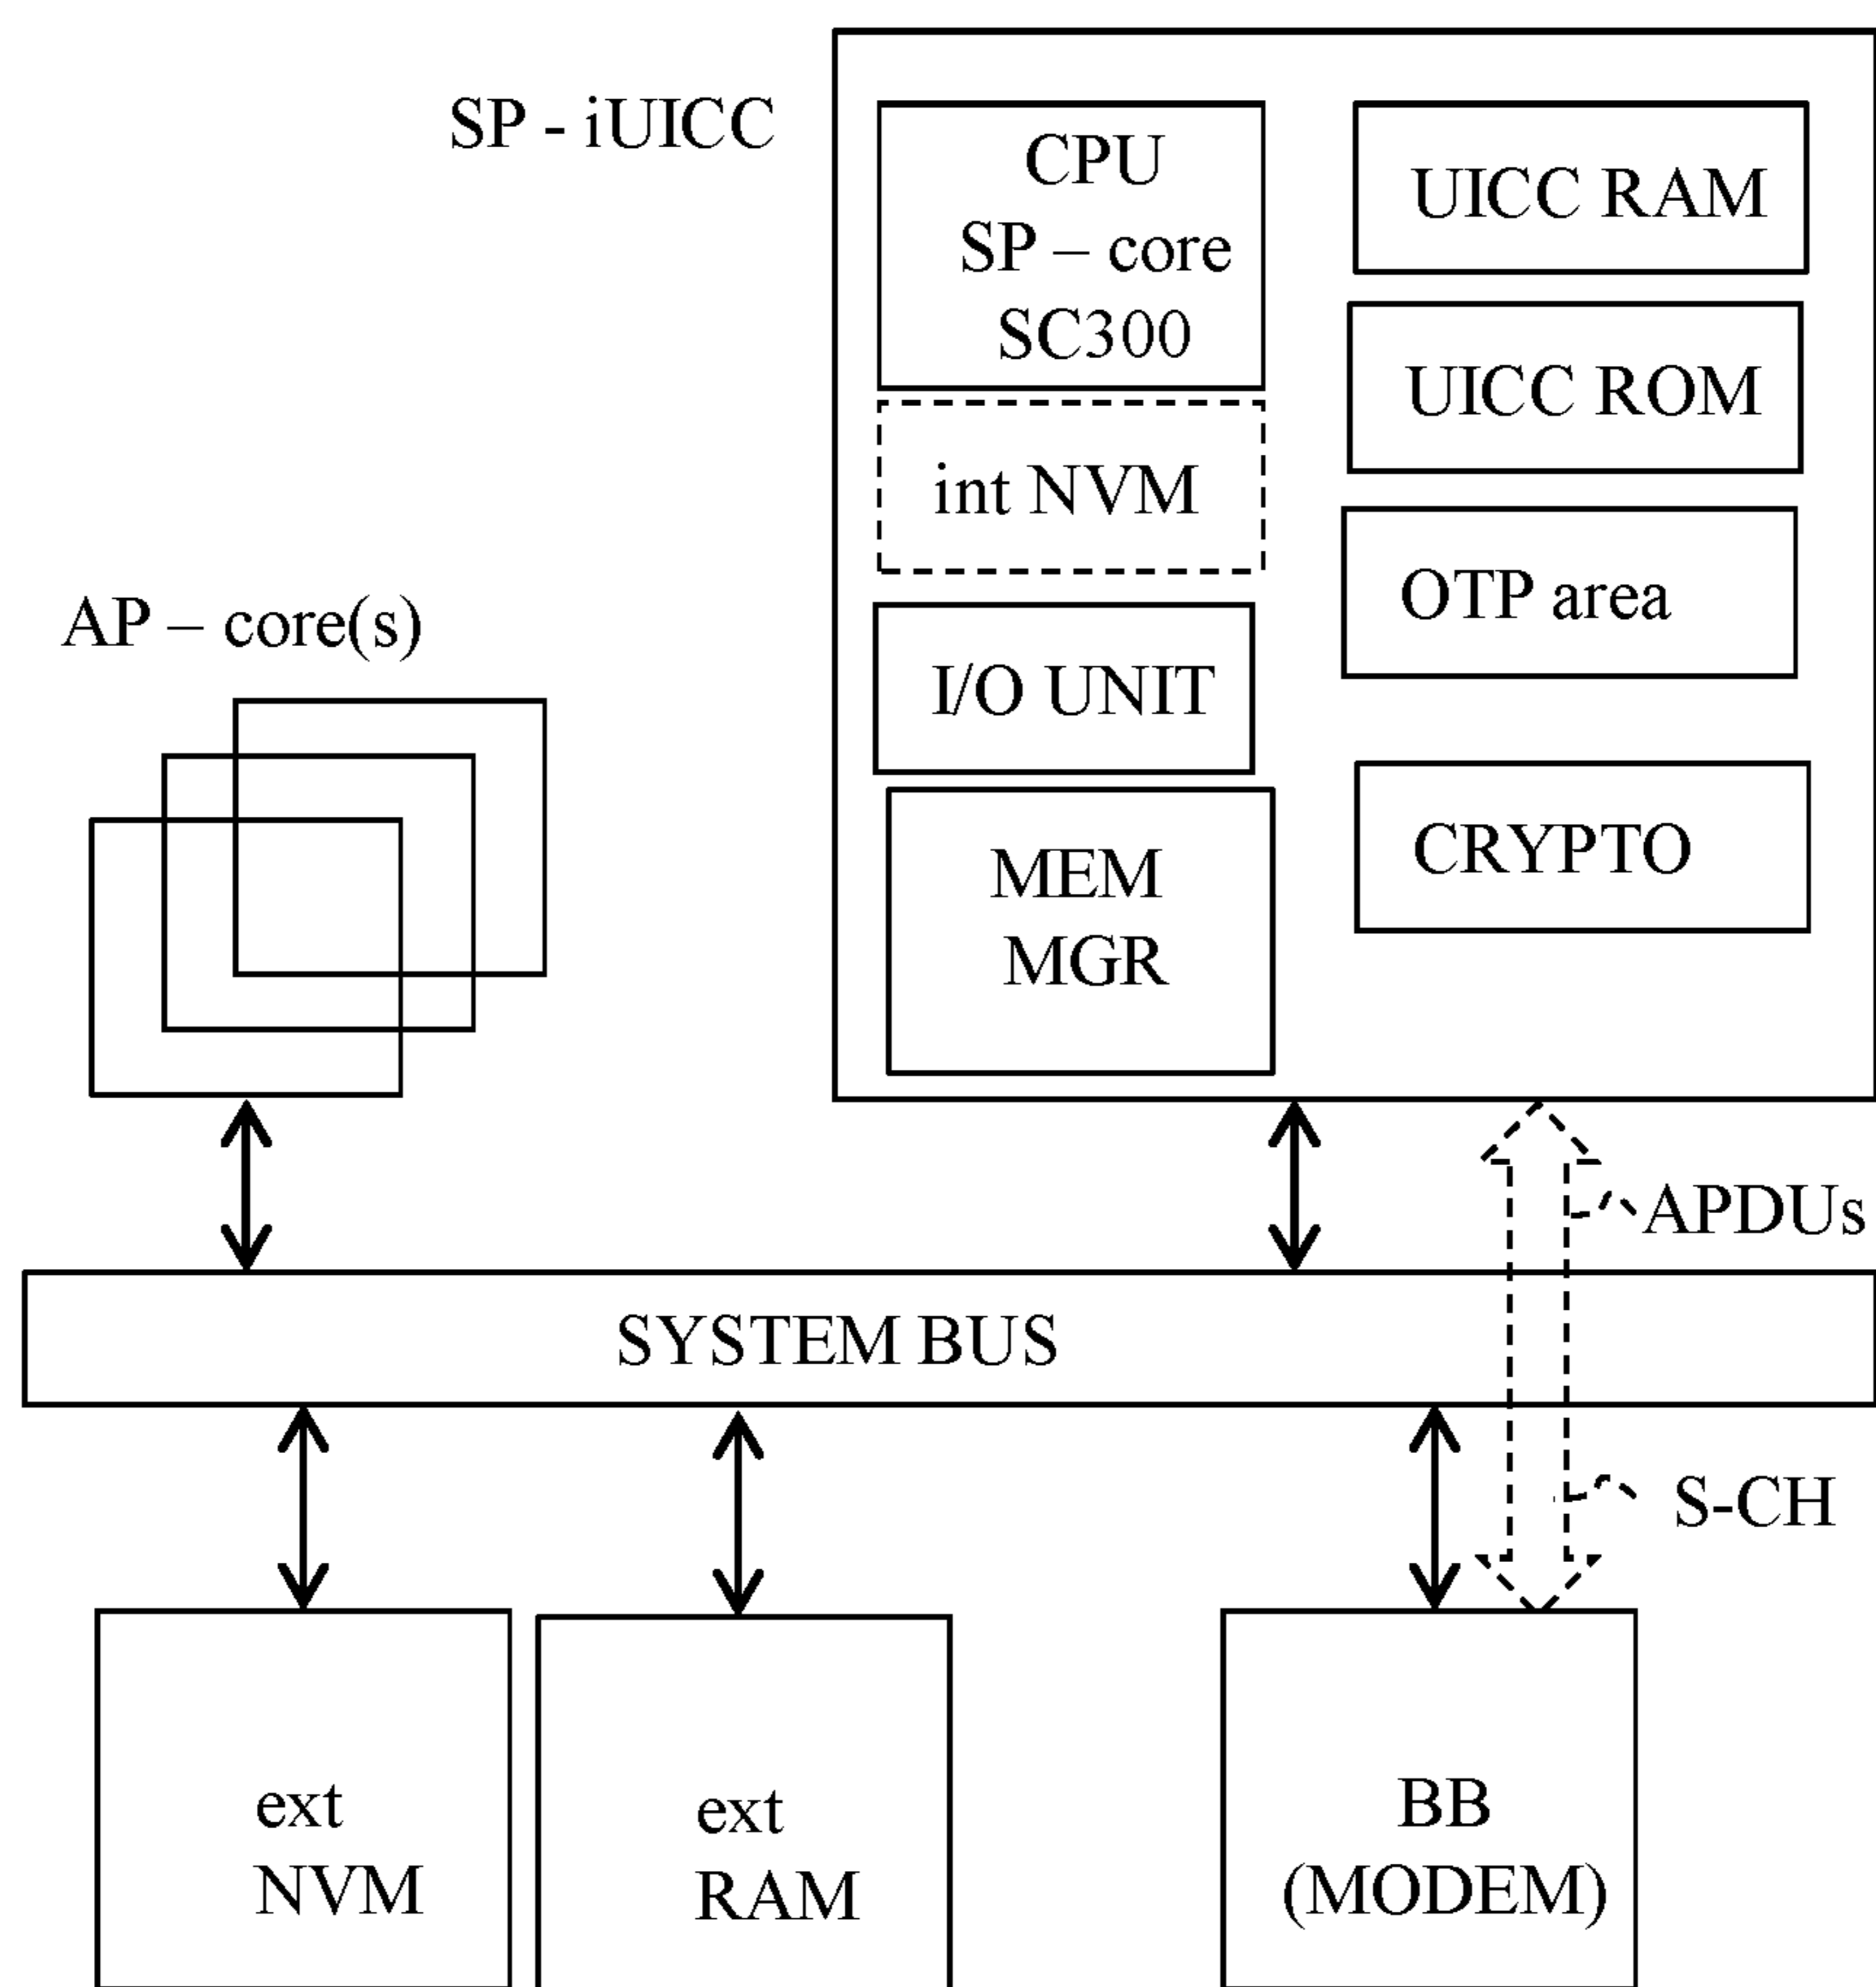 SP - iUICC
CPU
SP – core
SC300
int NVM
I/O UNIT
MEM
MGR
UICC RAM
UICC ROM
OTP area
CRYPTO
AP – core(s)
APDUs
SYSTEM BUS
S-CH
ext
NVM
ext
RAM
BB
(MODEM)